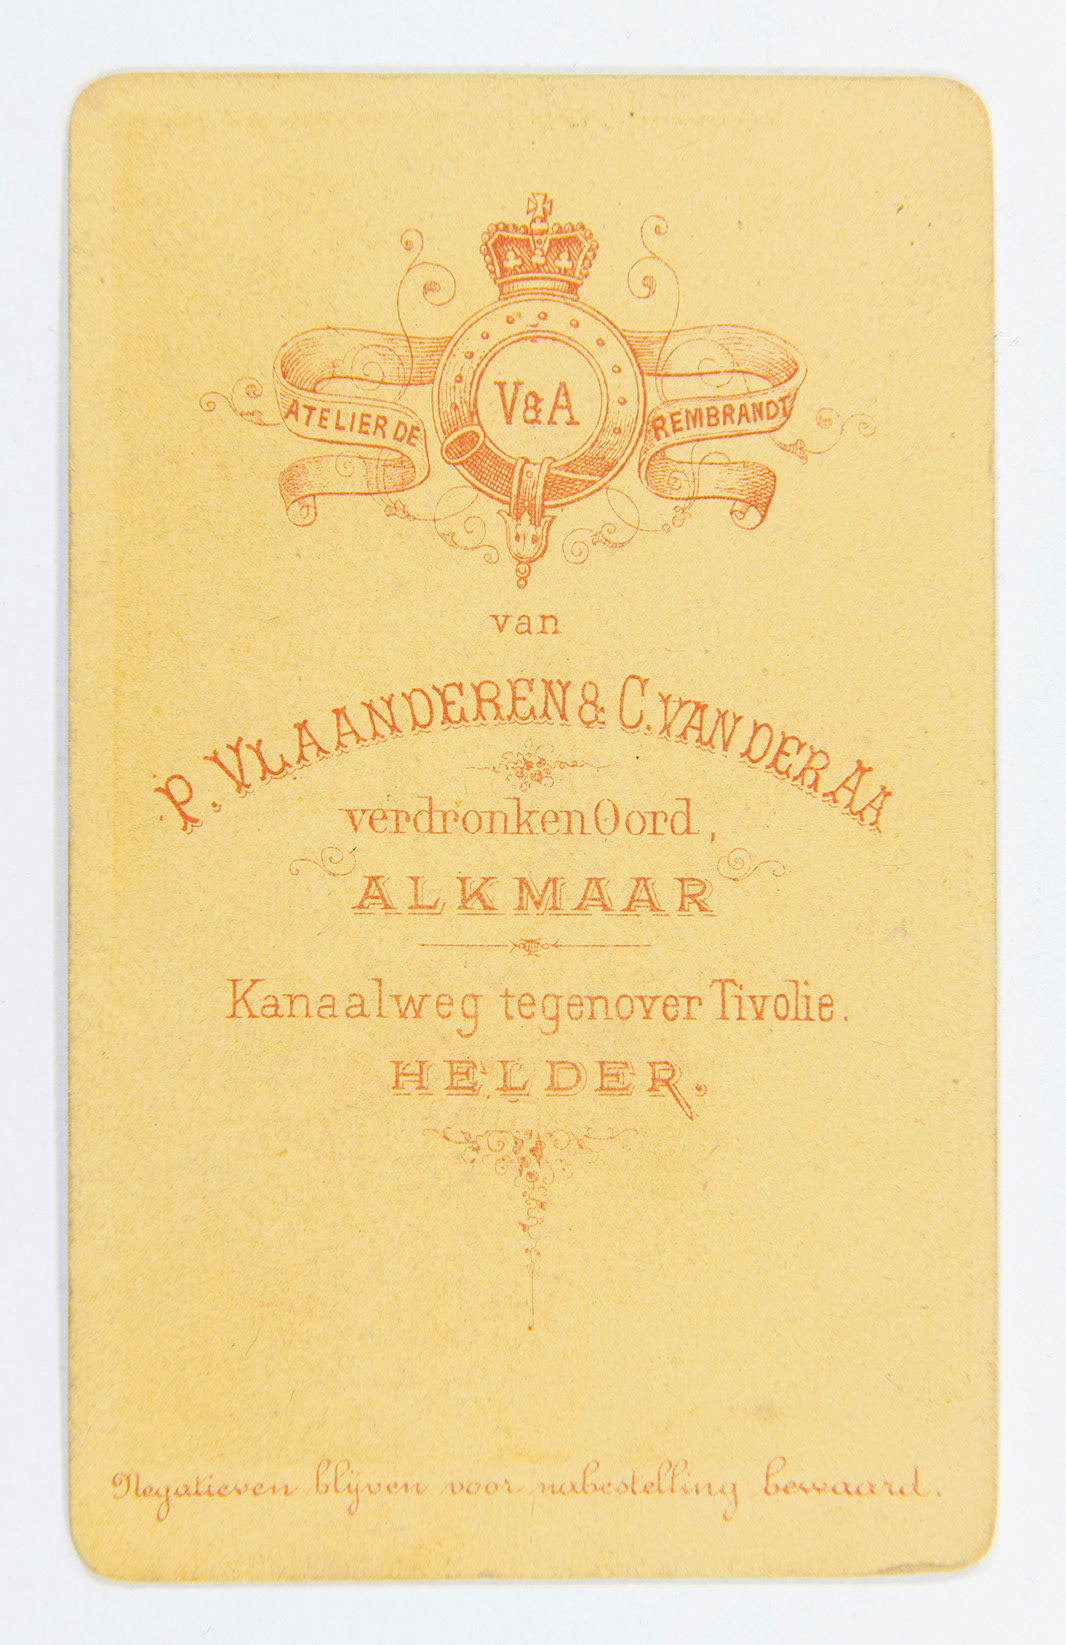 V&A
ATELIER DE REMBRANDT
van
P. VLAANDEREN & C. VAN DER AA
verdronken Oord,
ALKMAAR
Kanaalweg tegenover Tivolie.
HELDER.
Negatieven blijven voor nabestelling bewaard.